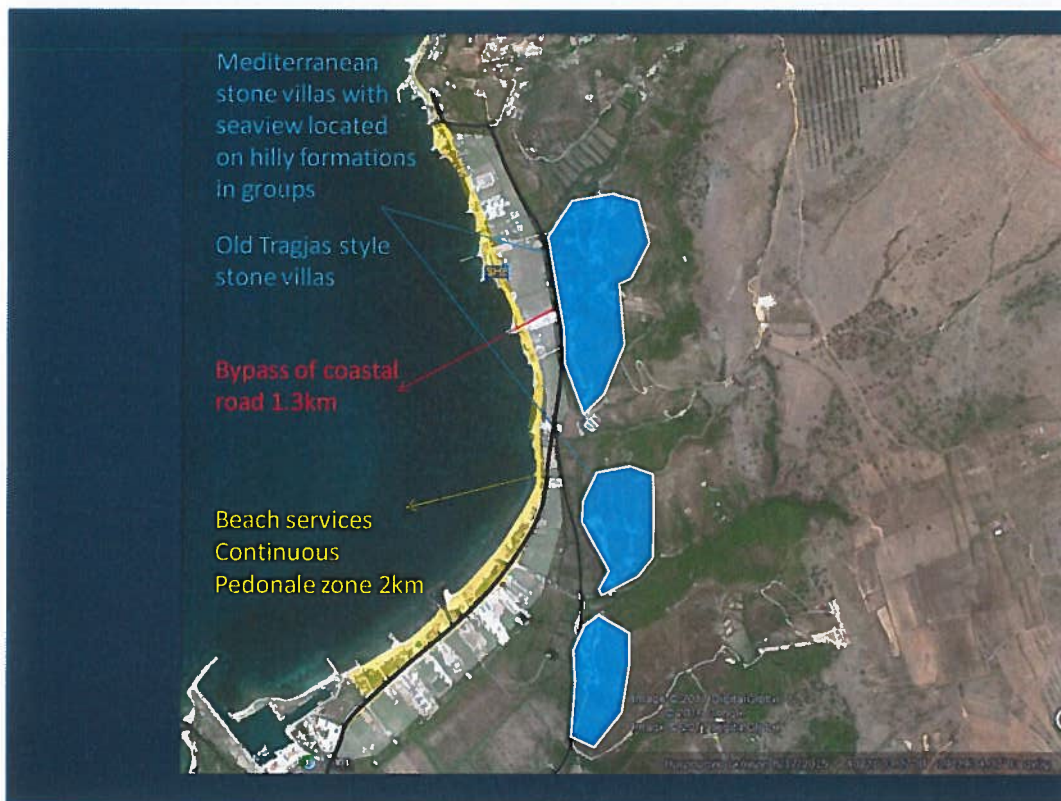 Mediterranean
stone villas with
seaview located
on hilly formations
in groups
Old Tragjas style
stone villas
Bypass of coastal
road 1.3km
Beach services
Continuous
Pedonale zone 2km
SH8